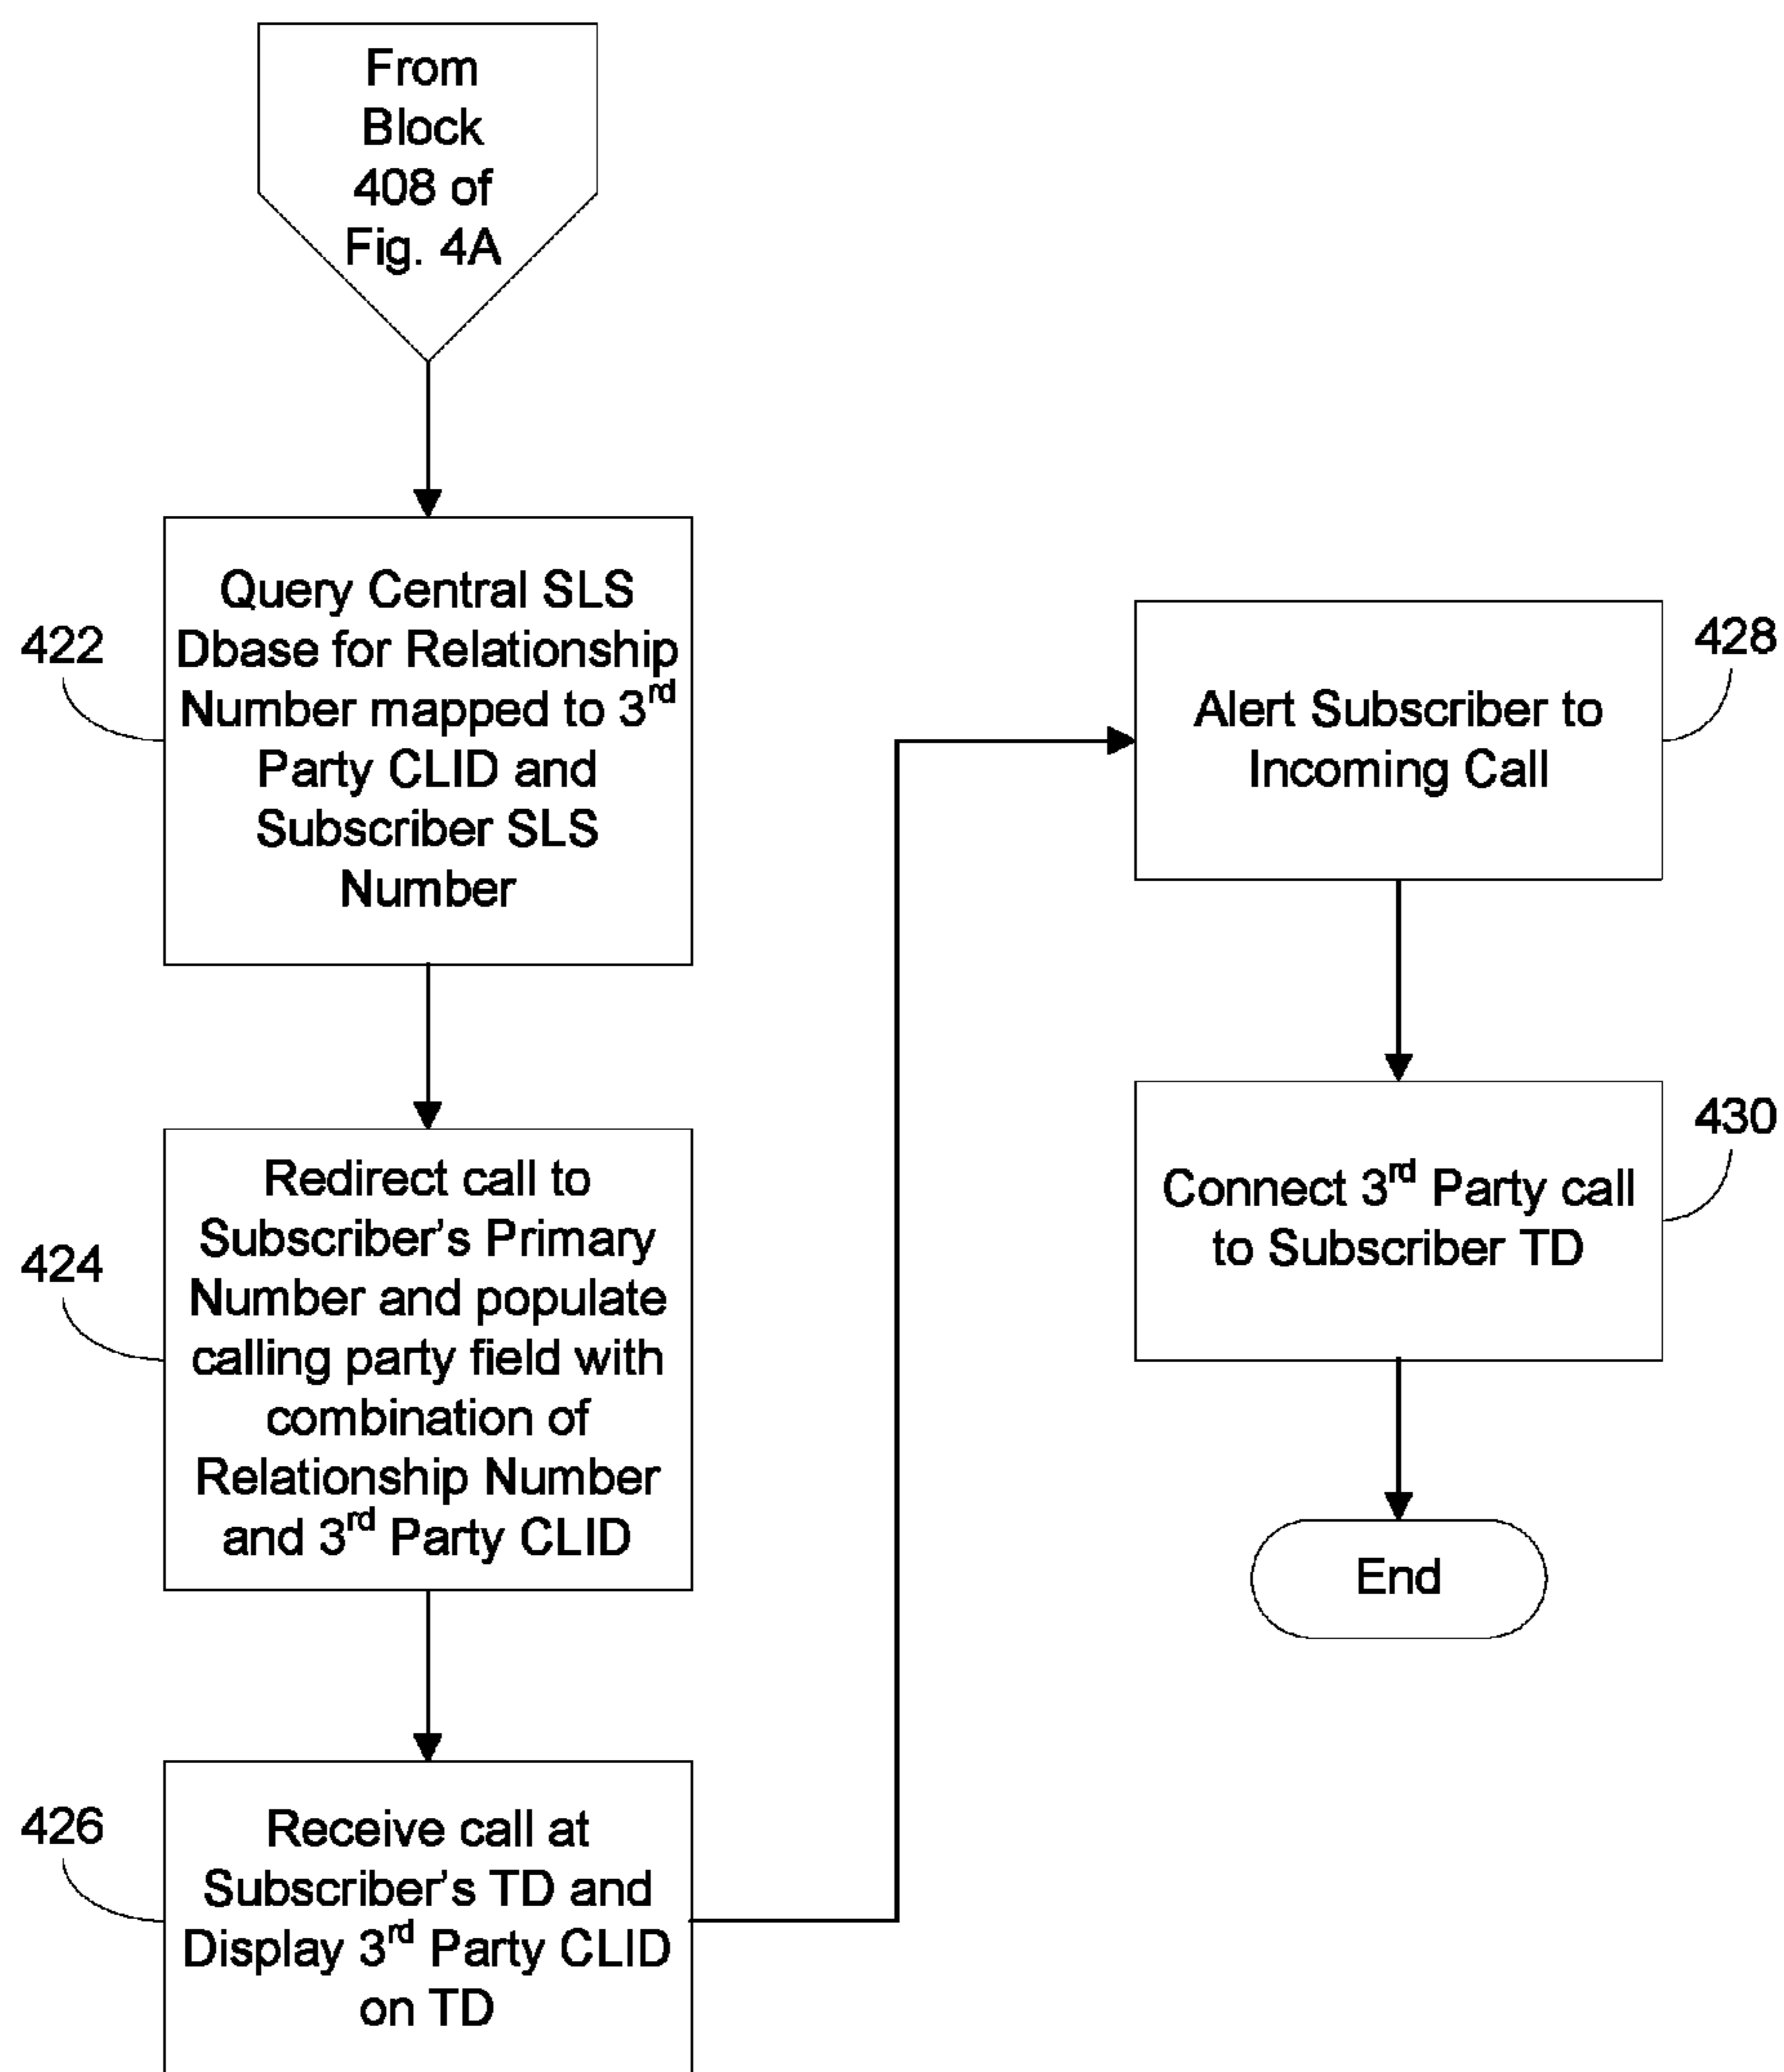 From
Block
408 of
Fig. 4A
422
Query Central SLS
Dbase for Relationship
Number mapped to 3rd
Party CLID and
Subscriber SLS
Number
424
Redirect call to
Subscriber's Primary
Number and populate
calling party field with
combination of
Relationship Number
and 3rd Party CLID
426
Receive call at
Subscriber's TD and
Display 3rd Party CLID
on TD
428
Alert Subscriber to
Incoming Call
430
Connect 3rd Party call
to Subscriber TD
End